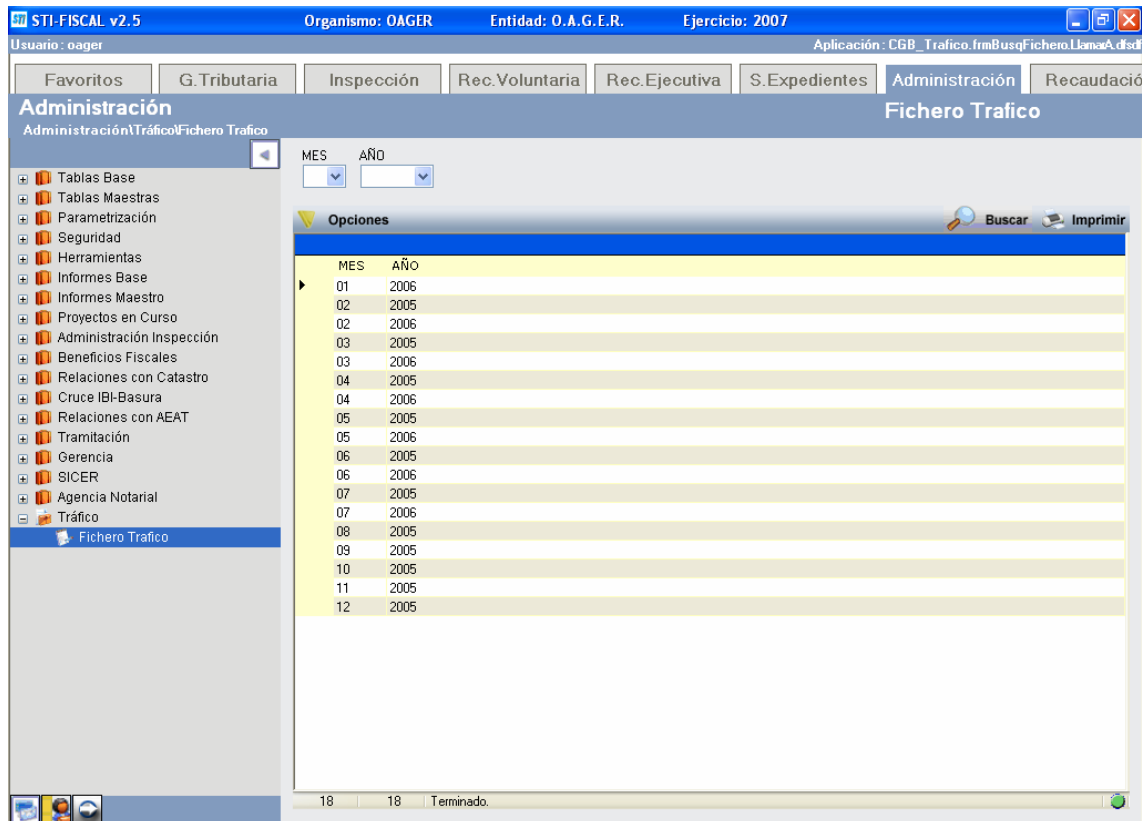 STI STI-FISCAL v2.5 Organismo: OAGER Entidad: O.A.G.E.R. Ejercicio: 2007
Usuario : oager Aplicación : CGB_Trafico.frmBusqFichero.LlamarA.dfsdf
Favoritos G.Tributaria Inspección Rec.Voluntaria Rec.Ejecutiva S.Expedientes Administración Recaudació
Administración Fichero Trafico
Administración\Tráfico\Fichero Trafico
MES AÑO
Tablas Base
Tablas Maestras
Parametrización
Seguridad
Herramientas
Informes Base
Informes Maestro
Proyectos en Curso
Administración Inspección
Beneficios Fiscales
Relaciones con Catastro
Cruce IBI-Basura
Relaciones con AEAT
Tramitación
Gerencia
SICER
Agencia Notarial
Tráfico
Fichero Trafico
Opciones Buscar Imprimir
MES AÑO
01 2006
02 2005
02 2006
03 2005
03 2006
04 2005
04 2006
05 2005
05 2006
06 2005
06 2006
07 2005
07 2006
08 2005
09 2005
10 2005
11 2005
12 2005
18 18 Terminado.